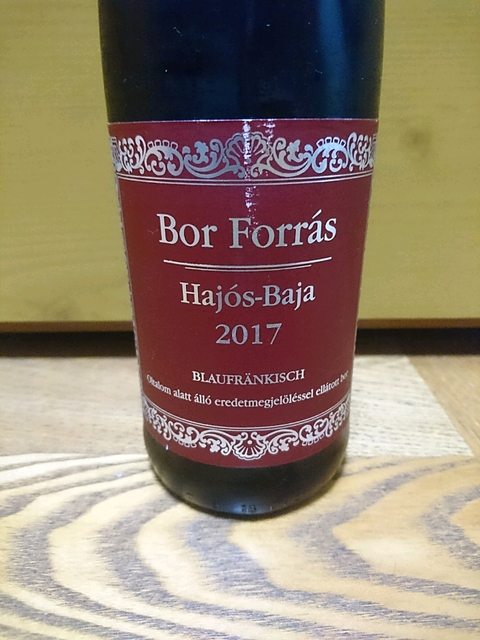 Bor Forrás
Hajós-Baja
2017
BLAUFRÄNKISCH
Oltalom alatt álló eredetmegjelöléssel ellátott bor